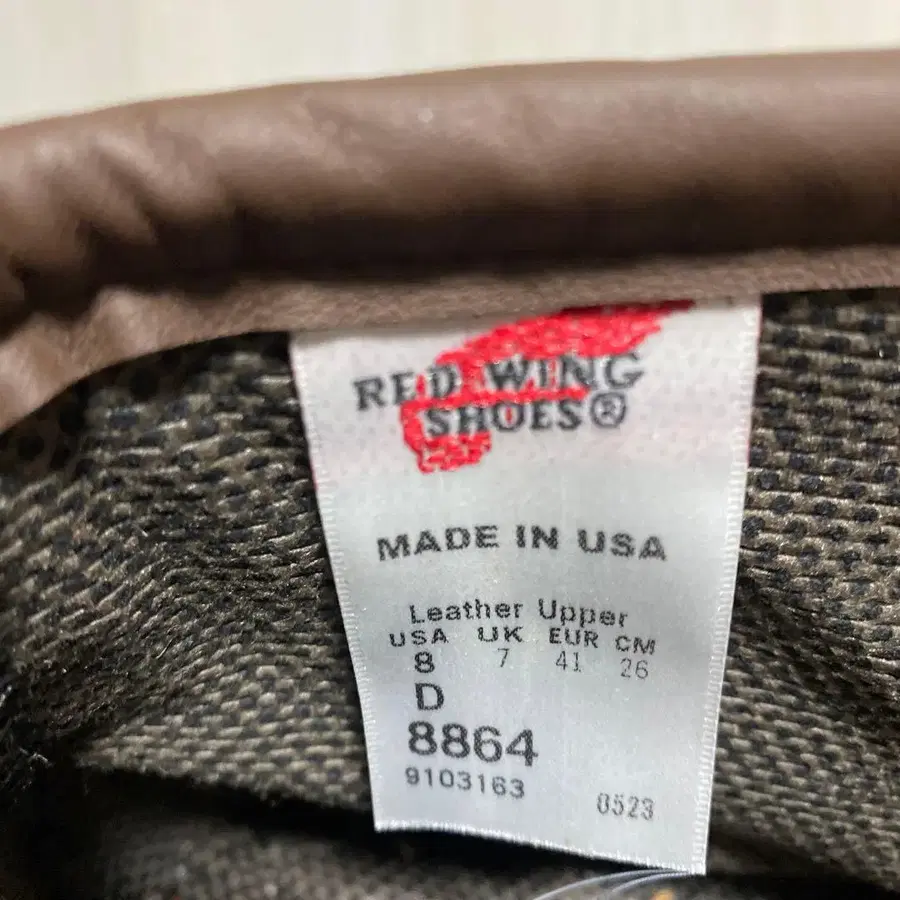 RED WING
SHOES®
MADE IN USA
Leather Upper
USA UK EUR CM
8 7 41 26
D
8864
9103163 0523